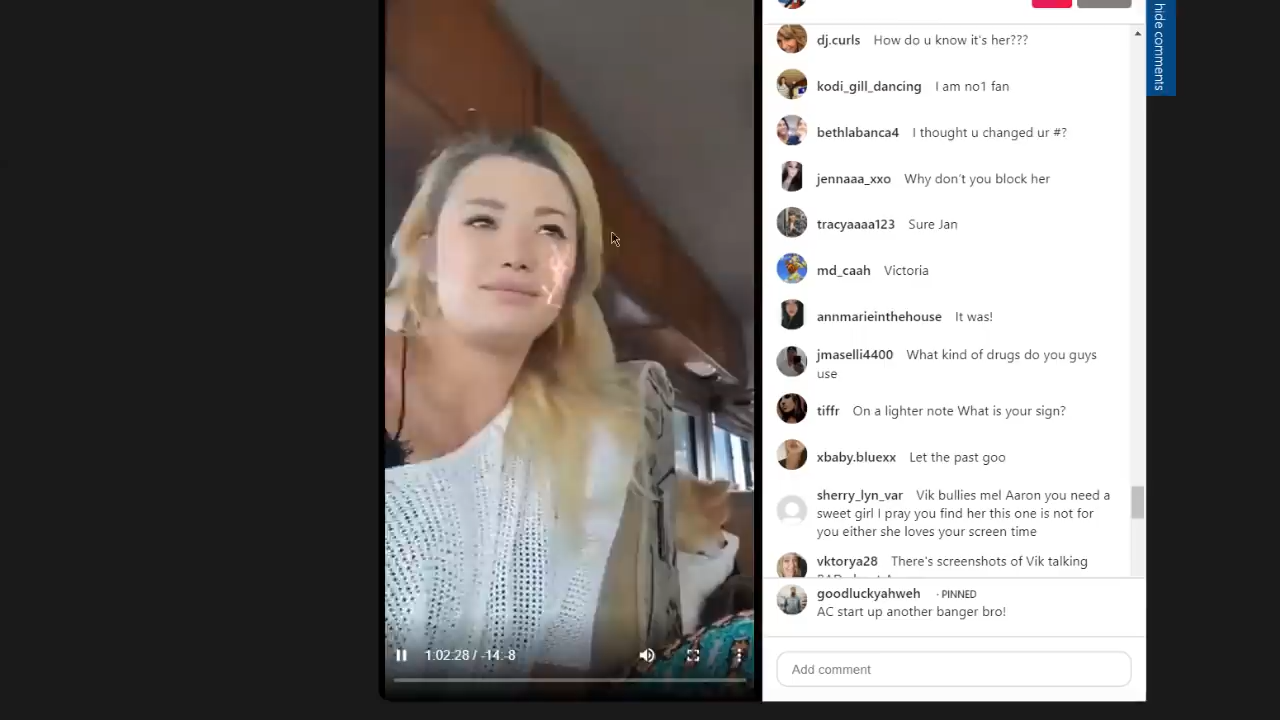 hide comments
dj.curls How do u know it's her???
kodi_gill_dancing I am no1 fan
bethlabanca4 I thought u changed ur #?
jennaaa_xxo Why don't you block her
tracyaaaa123 Sure Jan
md_caah Victoria
annmarieinthehouse It was!
jmaselli4400 What kind of drugs do you guys
use
tiffr On a lighter note What is your sign?
xbaby.bluexx Let the past goo
sherry_lyn_var Vik bullies mel Aaron you need a
sweet girl I pray you find her this one is not for
you either she loves your screen time
vktorya28 There's screenshots of Vik talking
goodluckyahweh · PINNED
AC start up another banger bro!
1:02:28 / -14:-8
Add comment